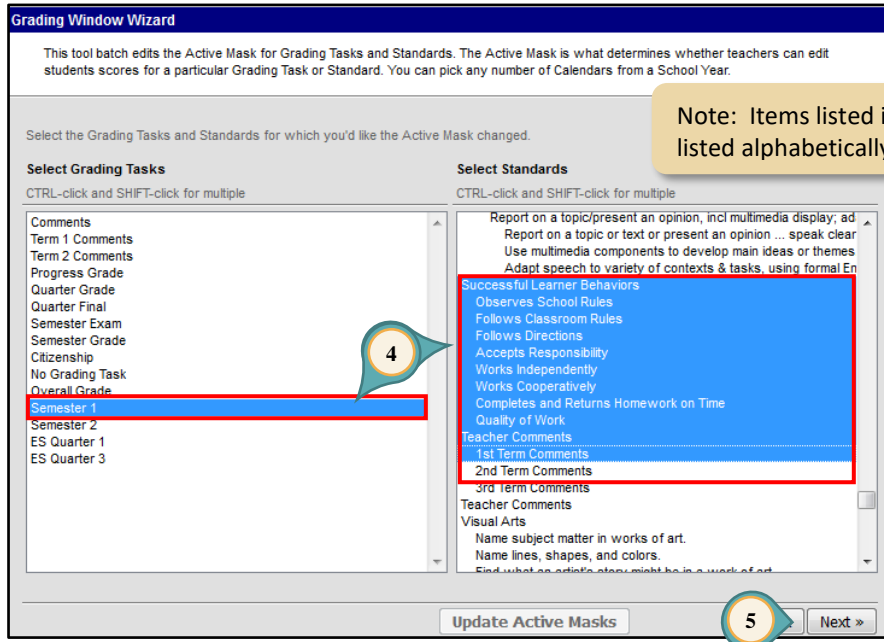 Grading Window Wizard
This tool batch edits the Active Mask for Grading Tasks and Standards. The Active Mask is what determines whether teachers can edit
students scores for a particular Grading Task or Standard. You can pick any number of Calendars from a School Year.
Note: Items listed
listed alphabetically
Select the Grading Tasks and Standards for which you'd like the Active Mask changed.
Select Grading Tasks
CTRL-click and SHIFT-click for multiple
Comments
Term 1 Comments
Term 2 Comments
Progress Grade
Quarter Grade
Quarter Final
Semester Exam
Semester Grade
Citizenship
No Grading Task
Overall Grade
Semester 1
Semester 2
ES Quarter 1
ES Quarter 3
4
Select Standards
CTRL-click and SHIFT-click for multiple
Report on a topic/present an opinion, incl multimedia display; ad
Report on a topic or text or present an opinion ... speak clear
Use multimedia components to develop main ideas or themes
Adapt speech to variety of contexts & tasks, using formal En
Successful Learner Behaviors
Observes School Rules
Follows Classroom Rules
Follows Directions
Accepts Responsibility
Works Independently
Works Cooperatively
Completes and Returns Homework on Time
Quality of Work
Teacher Comments
1st Term Comments
2nd Term Comments
3rd Term Comments
Teacher Comments
Visual Arts
Name subject matter in works of art.
Name lines, shapes, and colors.
Find what an artist's story might be in a work of art
Update Active Masks
5
Next »